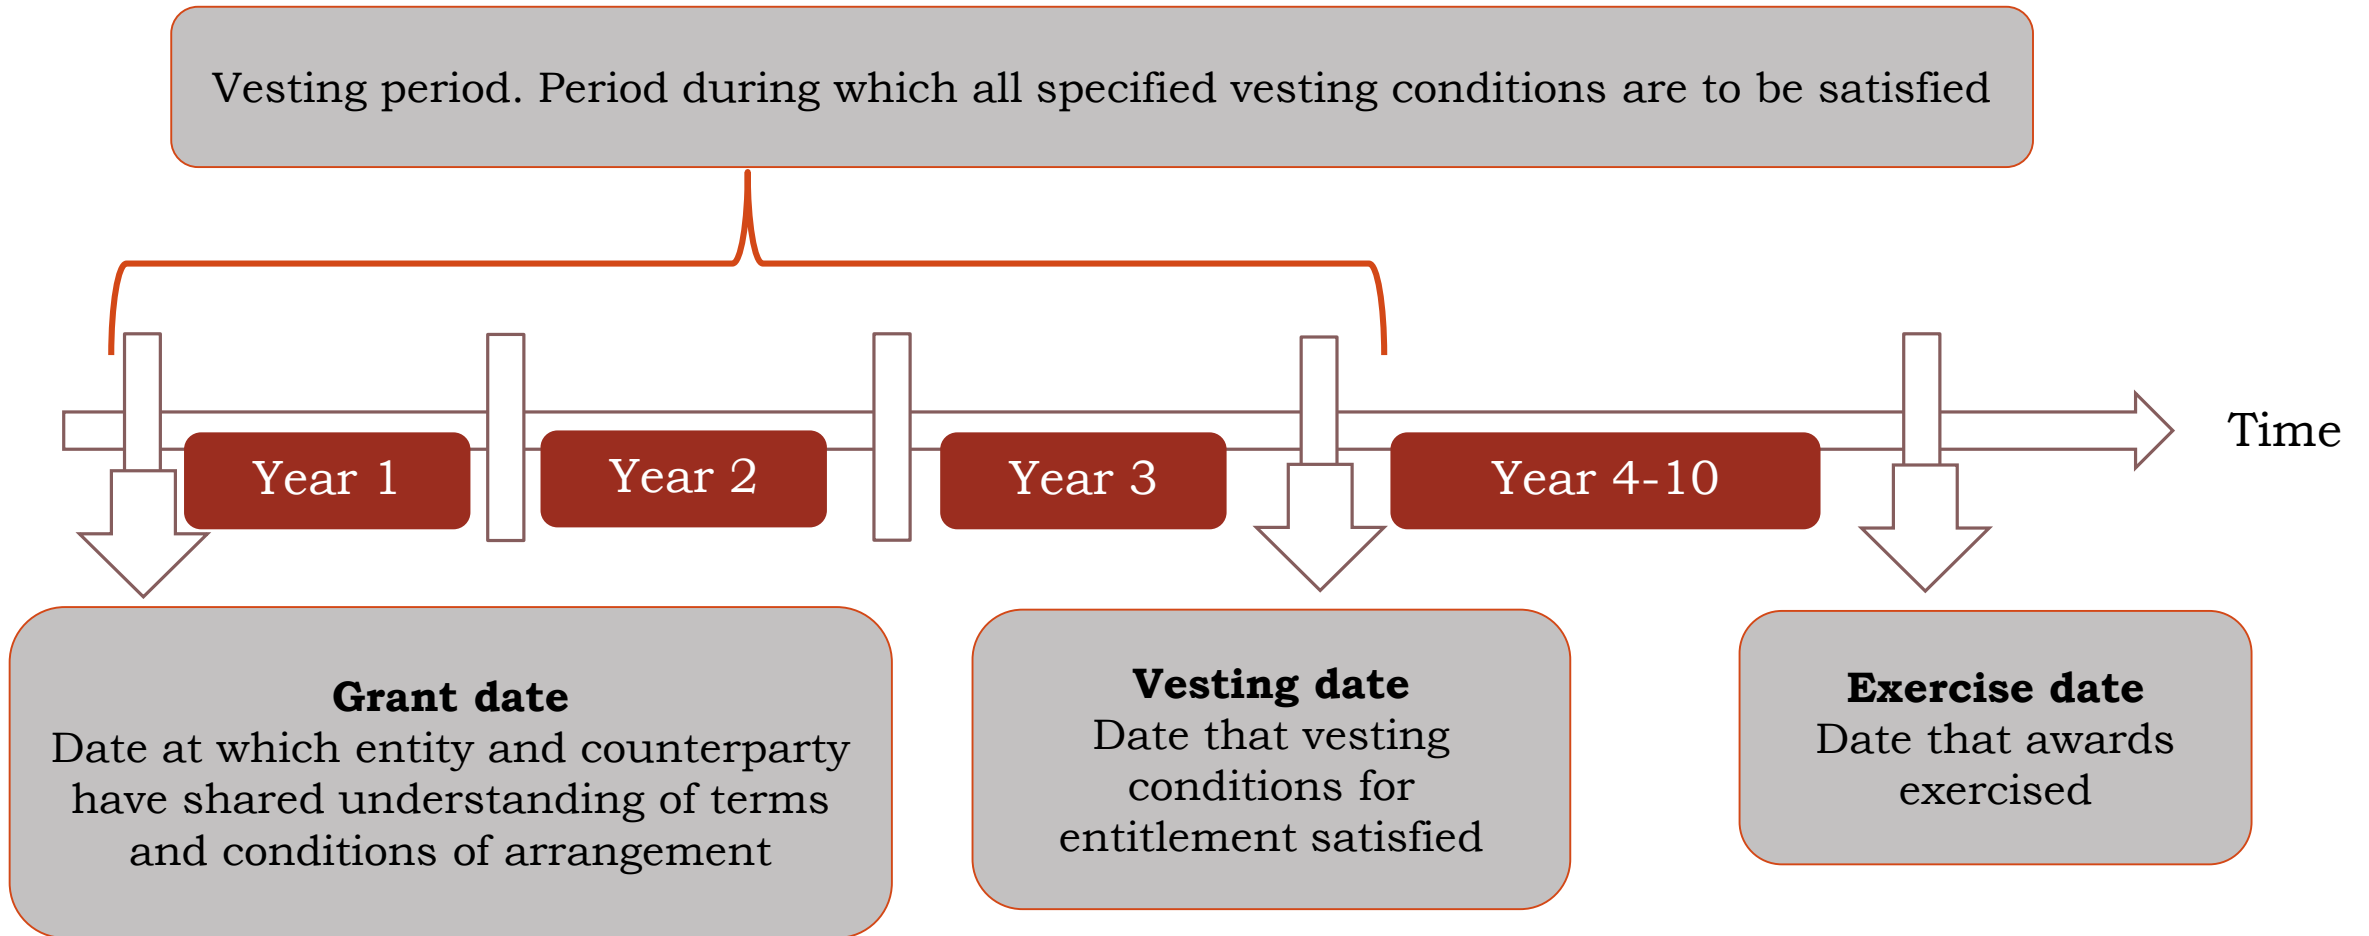 Vesting period. Period during which all specified vesting conditions are to be satisfied
Time
Year 1
Year 2
Year 3
Year 4-10
Grant date
Date at which entity and counterparty
have shared understanding of terms
and conditions of arrangement
Vesting date
Date that vesting
conditions for
entitlement satisfied
Exercise date
Date that awards
exercised